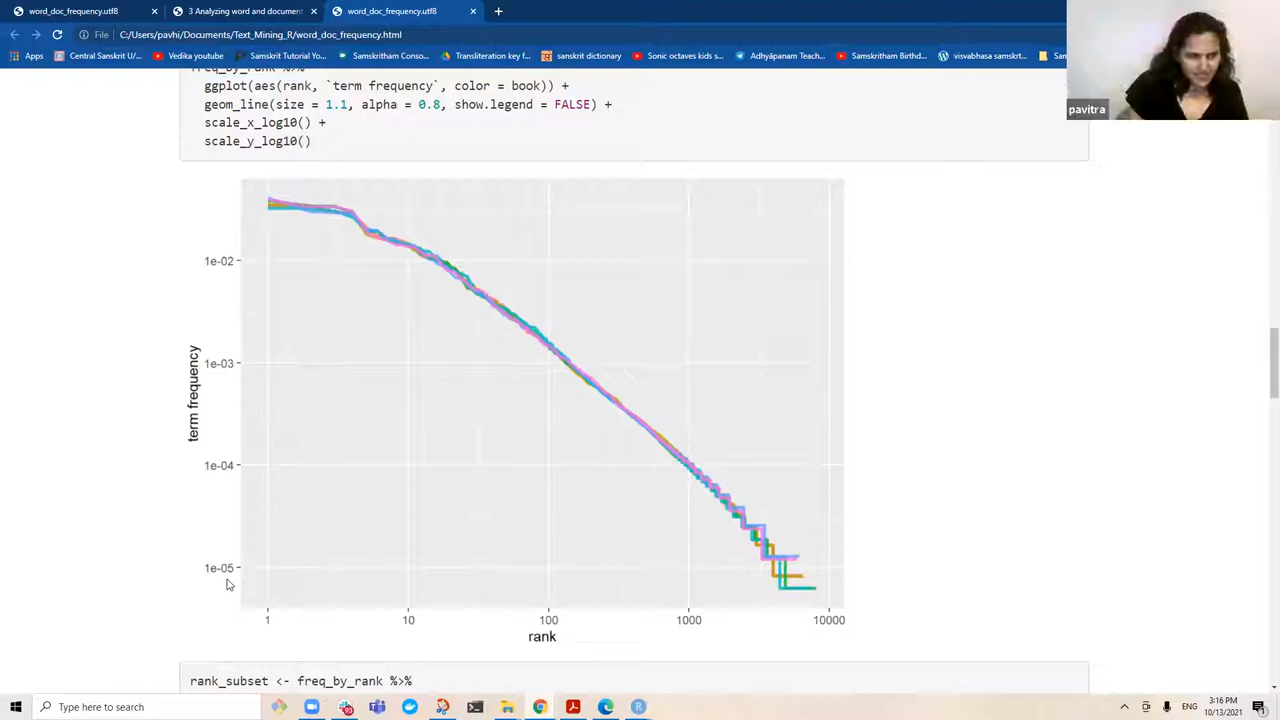 word_doc_frequency.utf8
3 Analyzing word and document
word_doc_frequency.utf8
File
C:/Users/pavhi/Documents/Text_Mining_R/word_doc_frequency.html
Apps
Central Sanskrit U/...
Vedika youtube
Samskrit Tutorial Yo...
Samskritham Conso...
Transliteration key f...
sanskrit dictionary
Sonic octaves kids s...
Adhyāpanam Teach...
Samskritham Birthd...
visvabhasa samskrt...
pavitra
freq_by_rank %>%
ggplot(aes(rank, `term frequency`, color = book)) +
geom_line(size = 1.1, alpha = 0.8, show.legend = FALSE) +
scale_x_log10() +
scale_y_log10()
1e-02
1e-03
1e-04
1e-05
term frequency
1
10
100
1000
10000
rank
rank_subset <- freq_by_rank %>%
Type here to search
ENG
3:16 PM
10/13/2021